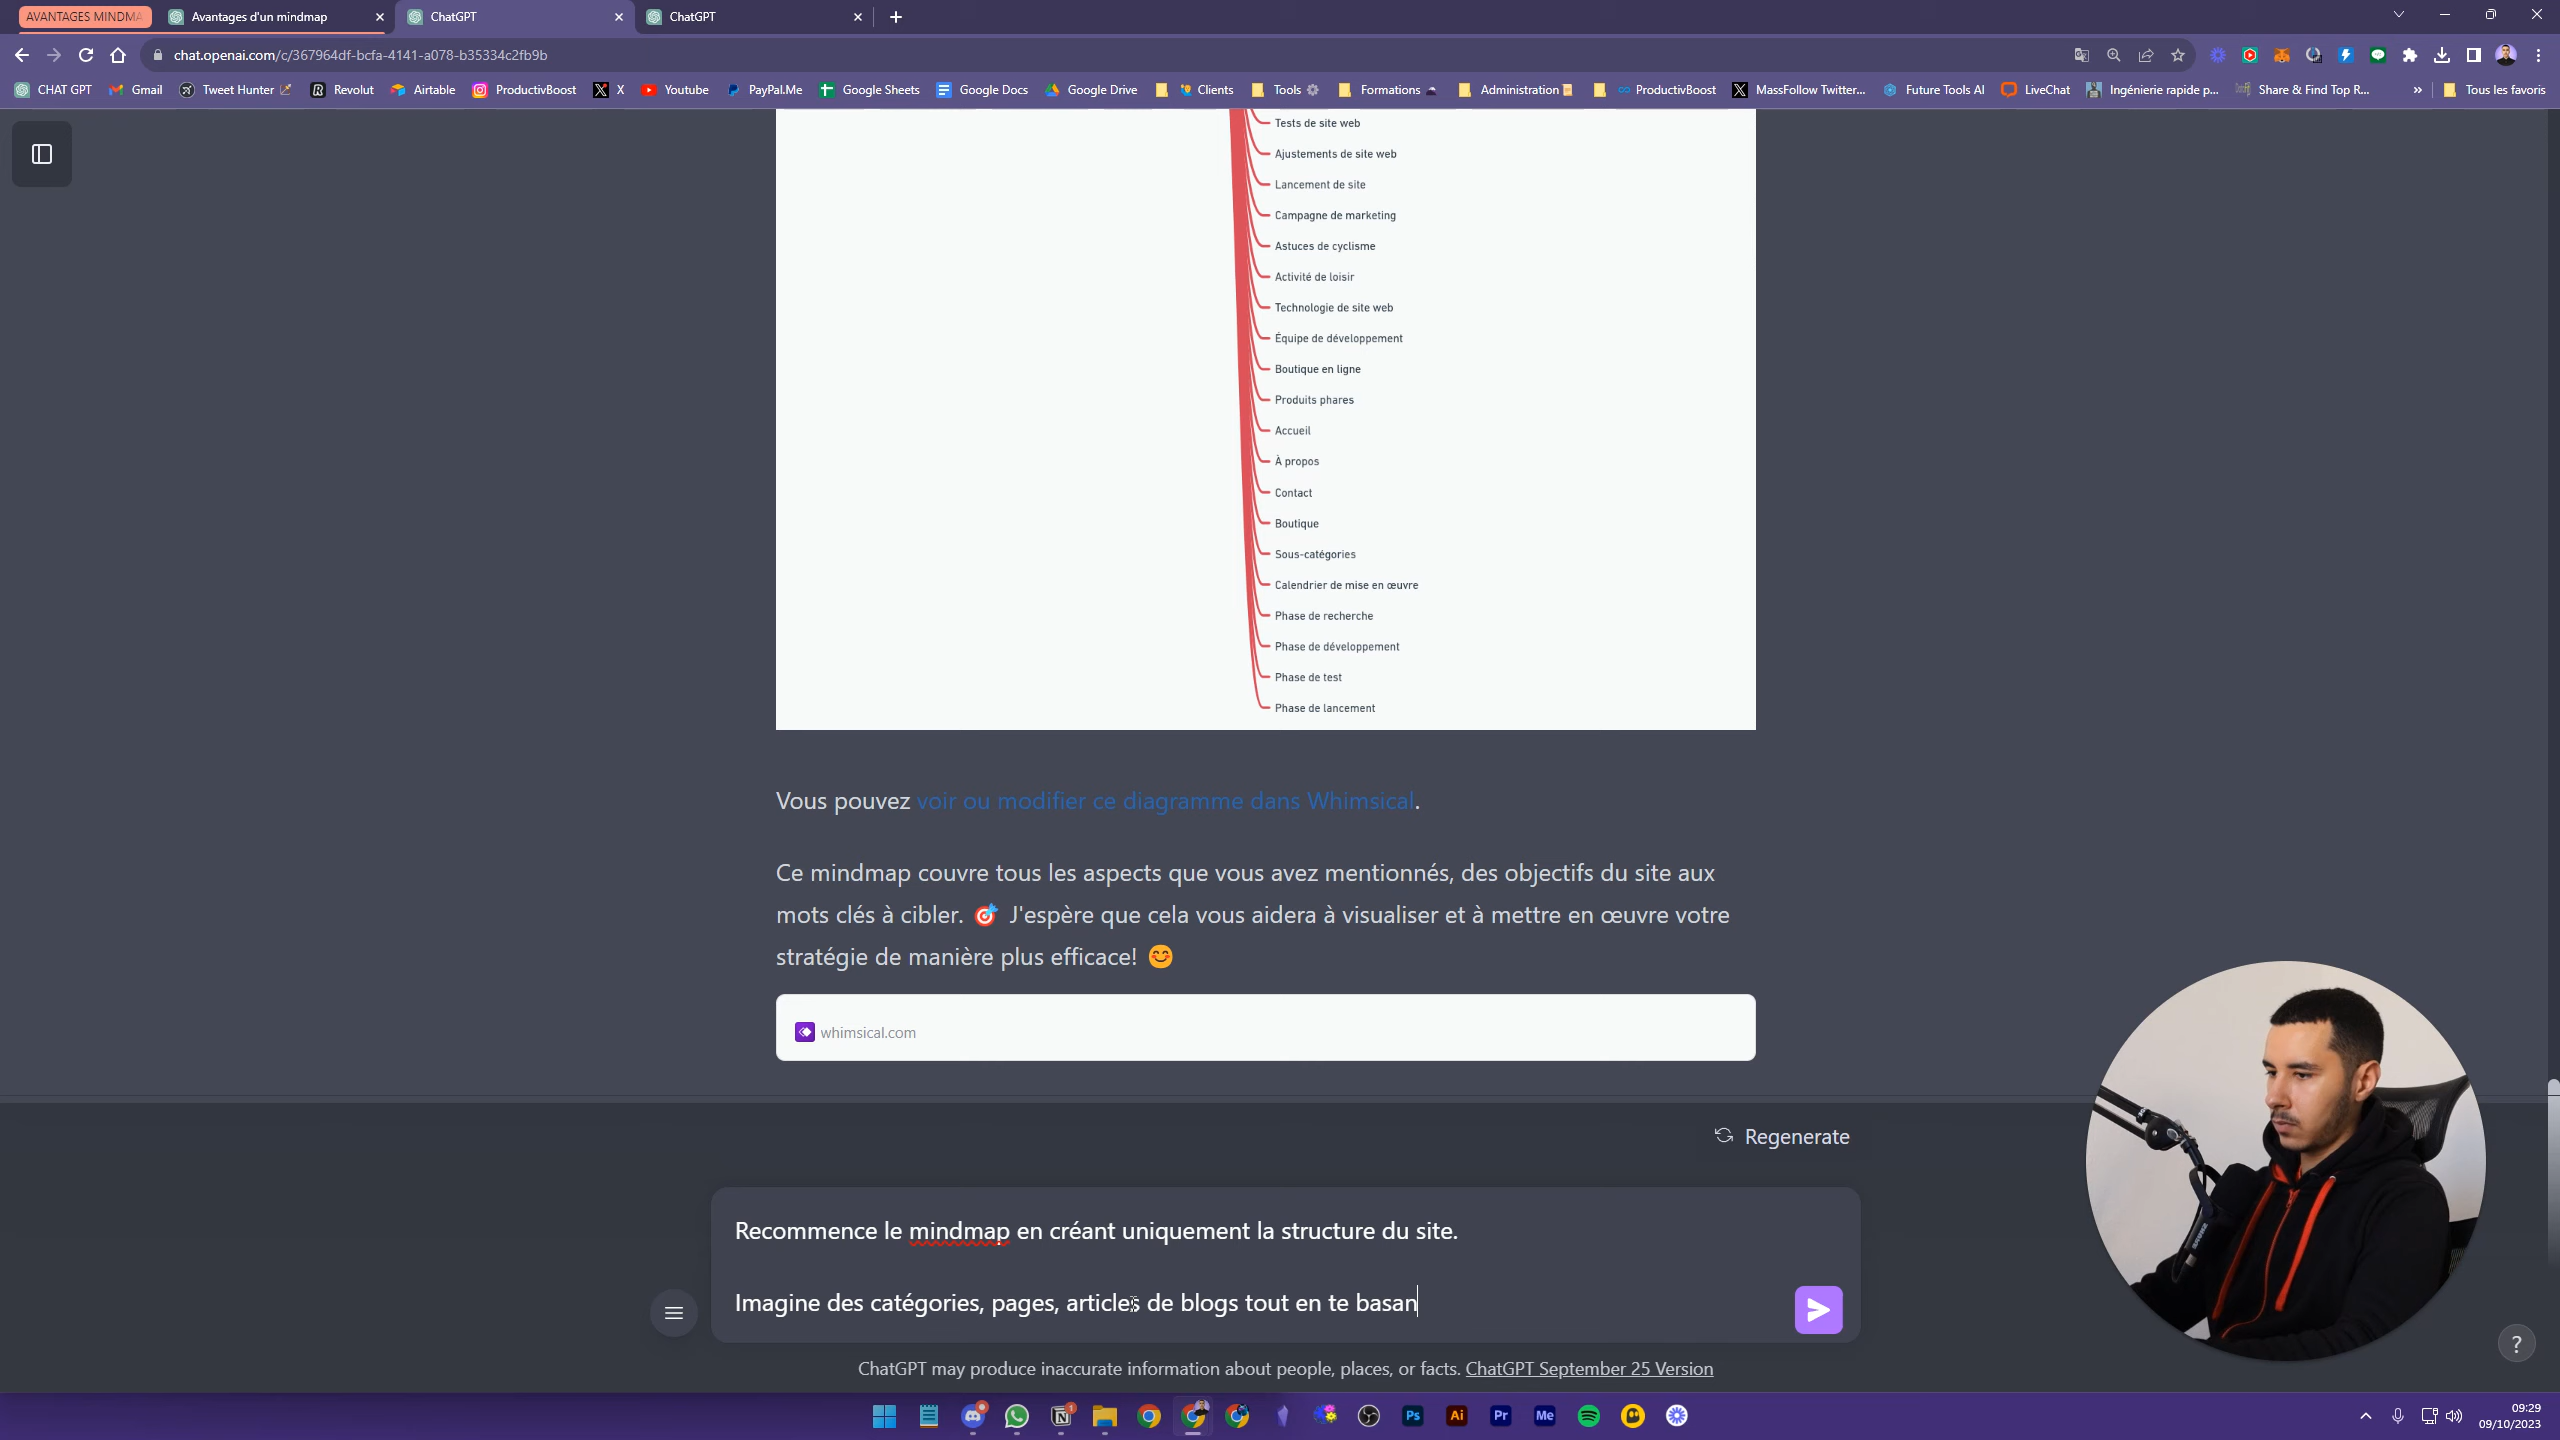 AVANTAGES MINDMA
Avantages d'un mindmap
ChatGPT
ChatGPT
chat.openai.com/c/367964df-bcfa-4141-a078-b35334c2fb9b
CHAT GPT
Gmail
Tweet Hunter
Revolut
Airtable
ProductivBoost
X
Youtube
PayPal.Me
Google Sheets
Google Docs
Google Drive
Clients
Tools
Formations
Administration
ProductivBoost
MassFollow Twitter...
Future Tools AI
LiveChat
Ingénierie rapide p...
Share & Find Top R...
»
Tous les favoris
Tests de site web
Ajustements de site web
Lancement de site
Campagne de marketing
Astuces de cyclisme
Activité de loisir
Technologie de site web
Équipe de développement
Boutique en ligne
Produits phares
Accueil
À propos
Contact
Boutique
Sous-catégories
Calendrier de mise en œuvre
Phase de recherche
Phase de développement
Phase de test
Phase de lancement
Vous pouvez voir ou modifier ce diagramme dans Whimsical.
Ce mindmap couvre tous les aspects que vous avez mentionnés, des objectifs du site aux
mots clés à cibler. 🎯 J'espère que cela vous aidera à visualiser et à mettre en œuvre votre
stratégie de manière plus efficace! 😊
whimsical.com
Regenerate
Recommence le mindmap en créant uniquement la structure du site.
Imagine des catégories, pages, articles de blogs tout en te basan
?
ChatGPT may produce inaccurate information about people, places, or facts. ChatGPT September 25 Version
1
Ps
Ai
Pr
Me
09:29
09/10/2023